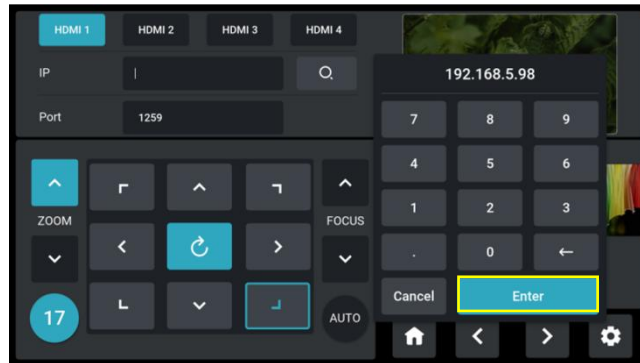 HDMI 1 HDMI 2 HDMI 3 HDMI 4
IP
Port 1259
192.168.5.98
7 8 9
4 5 6
1 2 3
. 0 ←
Cancel Enter
ZOOM
FOCUS
17
AUTO